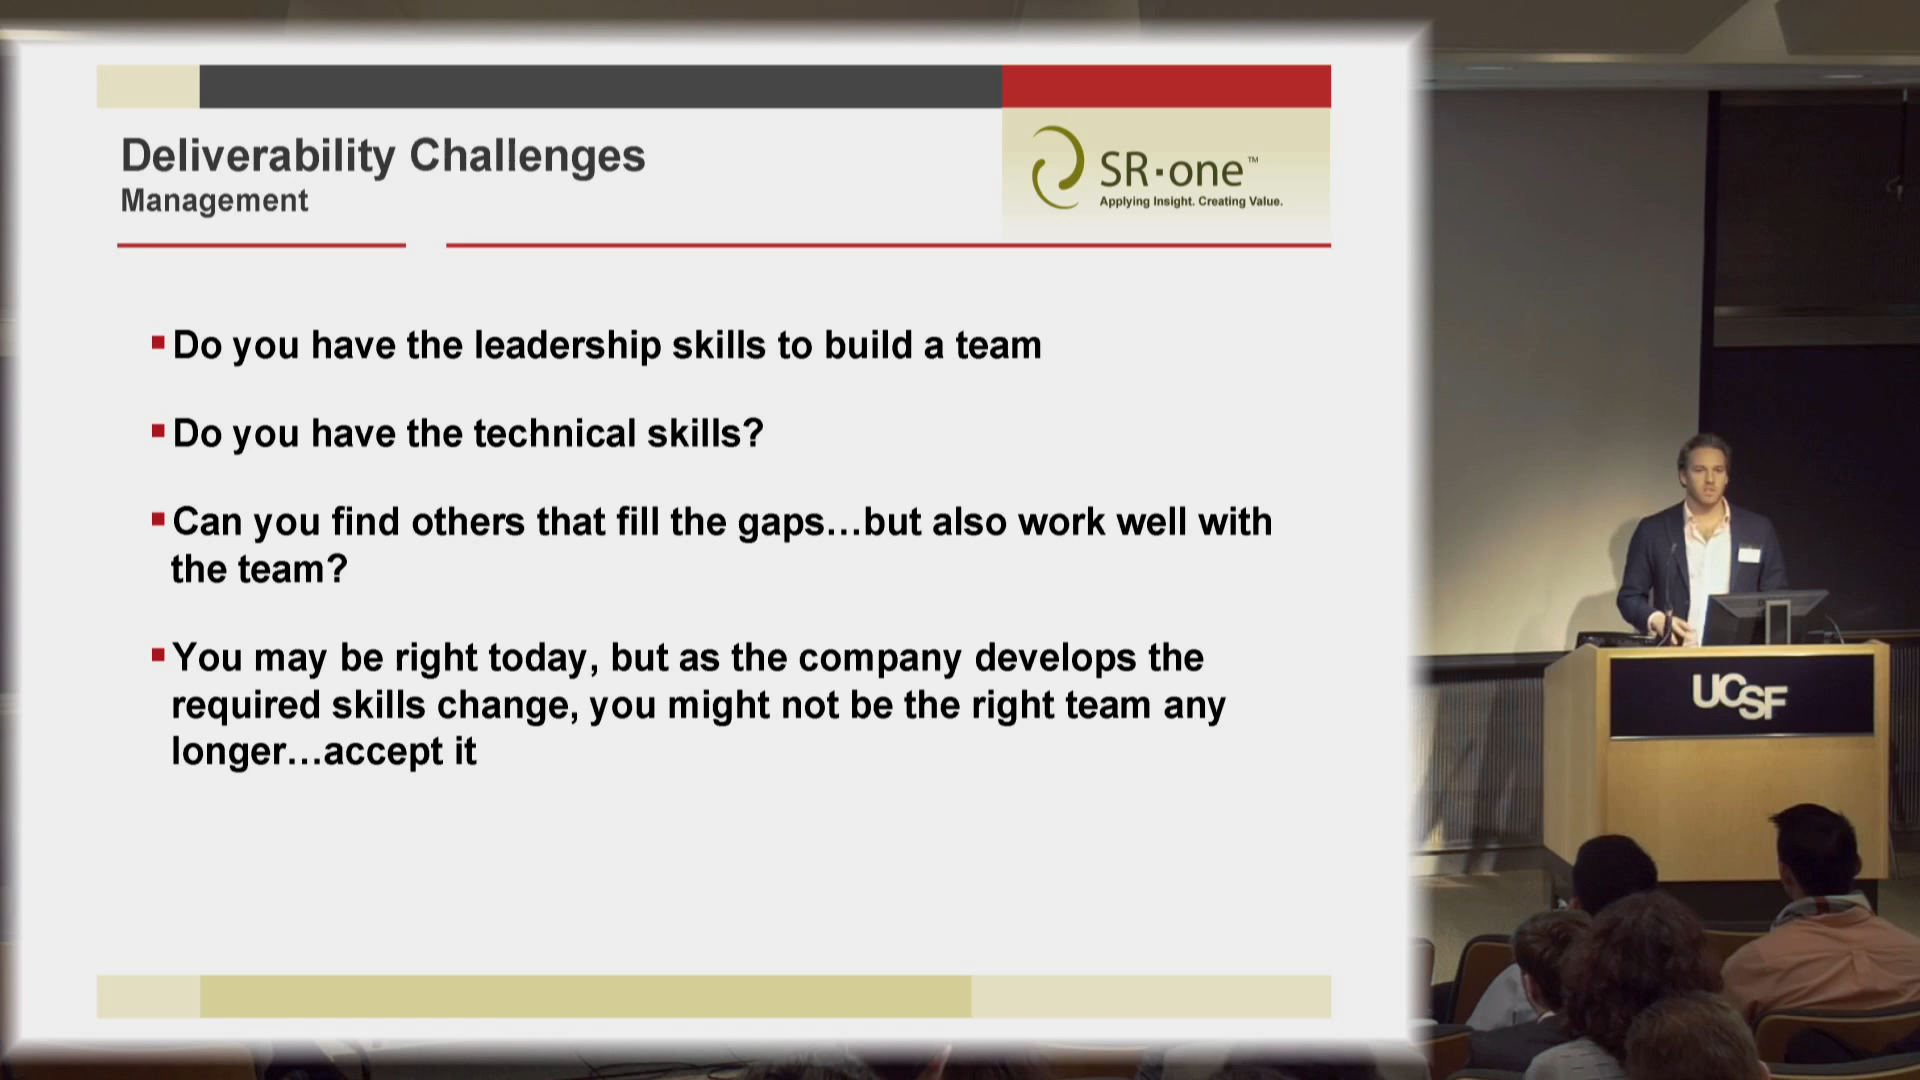 Deliverability Challenges
Management
SR·one™
Applying Insight. Creating Value.
▪Do you have the leadership skills to build a team
▪Do you have the technical skills?
▪Can you find others that fill the gaps…but also work well with
the team?
▪You may be right today, but as the company develops the
required skills change, you might not be the right team any
longer…accept it
UCSF